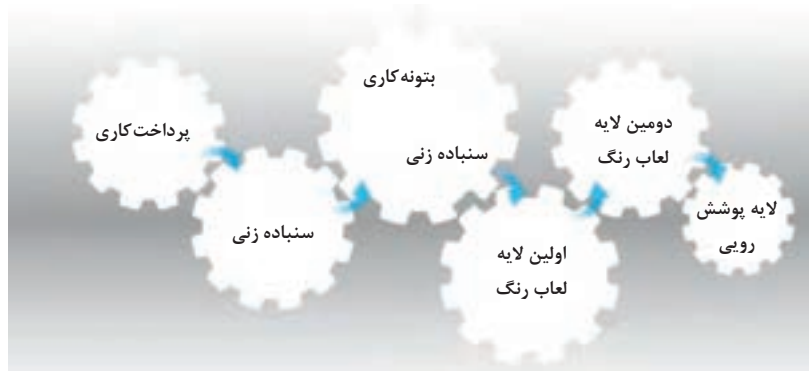 پرداخت‌کاری
سنباده زنی
بتونه‌کاری
سنباده زنی
اولین لایه
لعاب رنگ
دومین لایه
لعاب رنگ
لایه پوشش
رویی